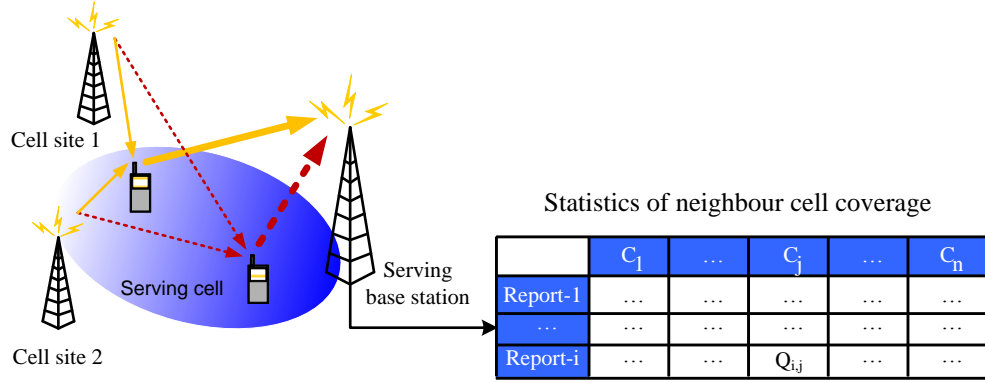 Cell site 1
Statistics of neighbour cell coverage
C1 … Cj … Cn
Serving cell
Serving
base station
Report-1 … … … … …
… … … … … …
Cell site 2
Report-i … … Qi,j … …